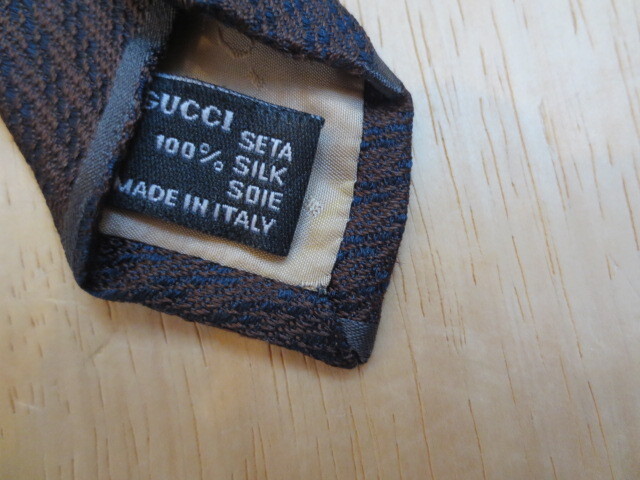 GUCCI
100% SETA
SILK
SOIE
MADE IN ITALY